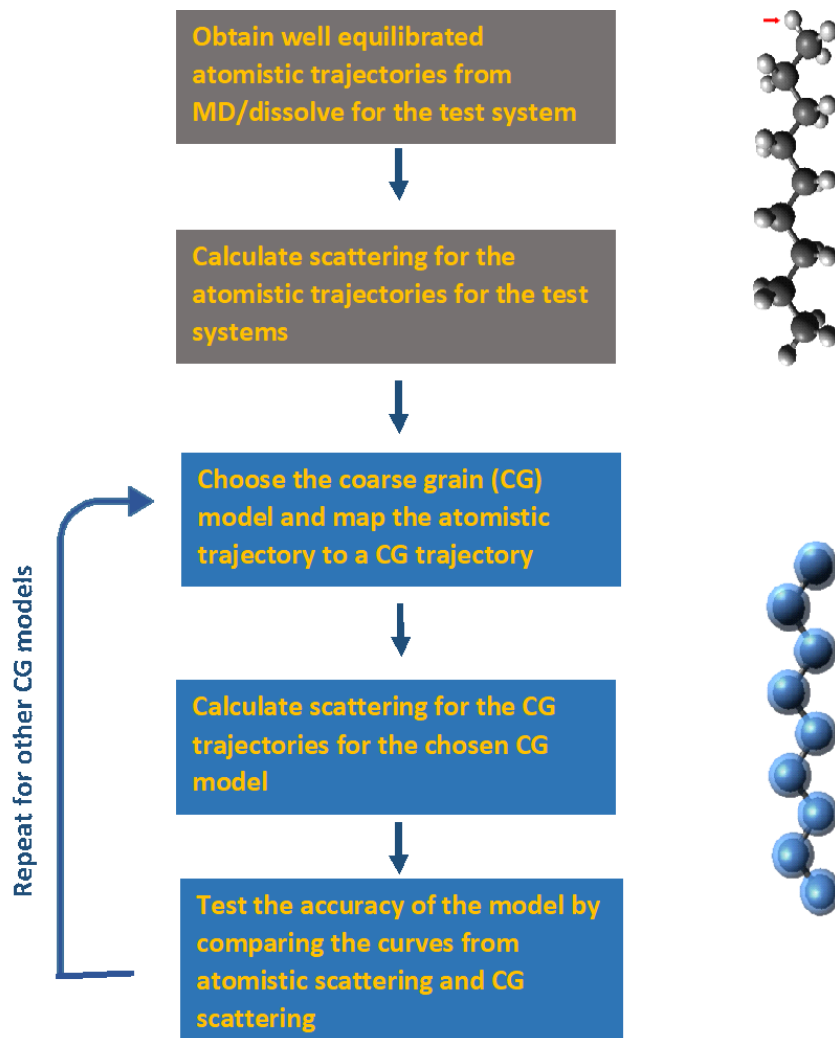 Obtain well equilibrated
atomistic trajectories from
MD/dissolve for the test system
Calculate scattering for the
atomistic trajectories for the test
systems
Choose the coarse grain (CG)
model and map the atomistic
trajectory to a CG trajectory
Calculate scattering for the CG
trajectories for the chosen CG
model
Test the accuracy of the model by
comparing the curves from
atomistic scattering and CG
scattering
Repeat for other CG models